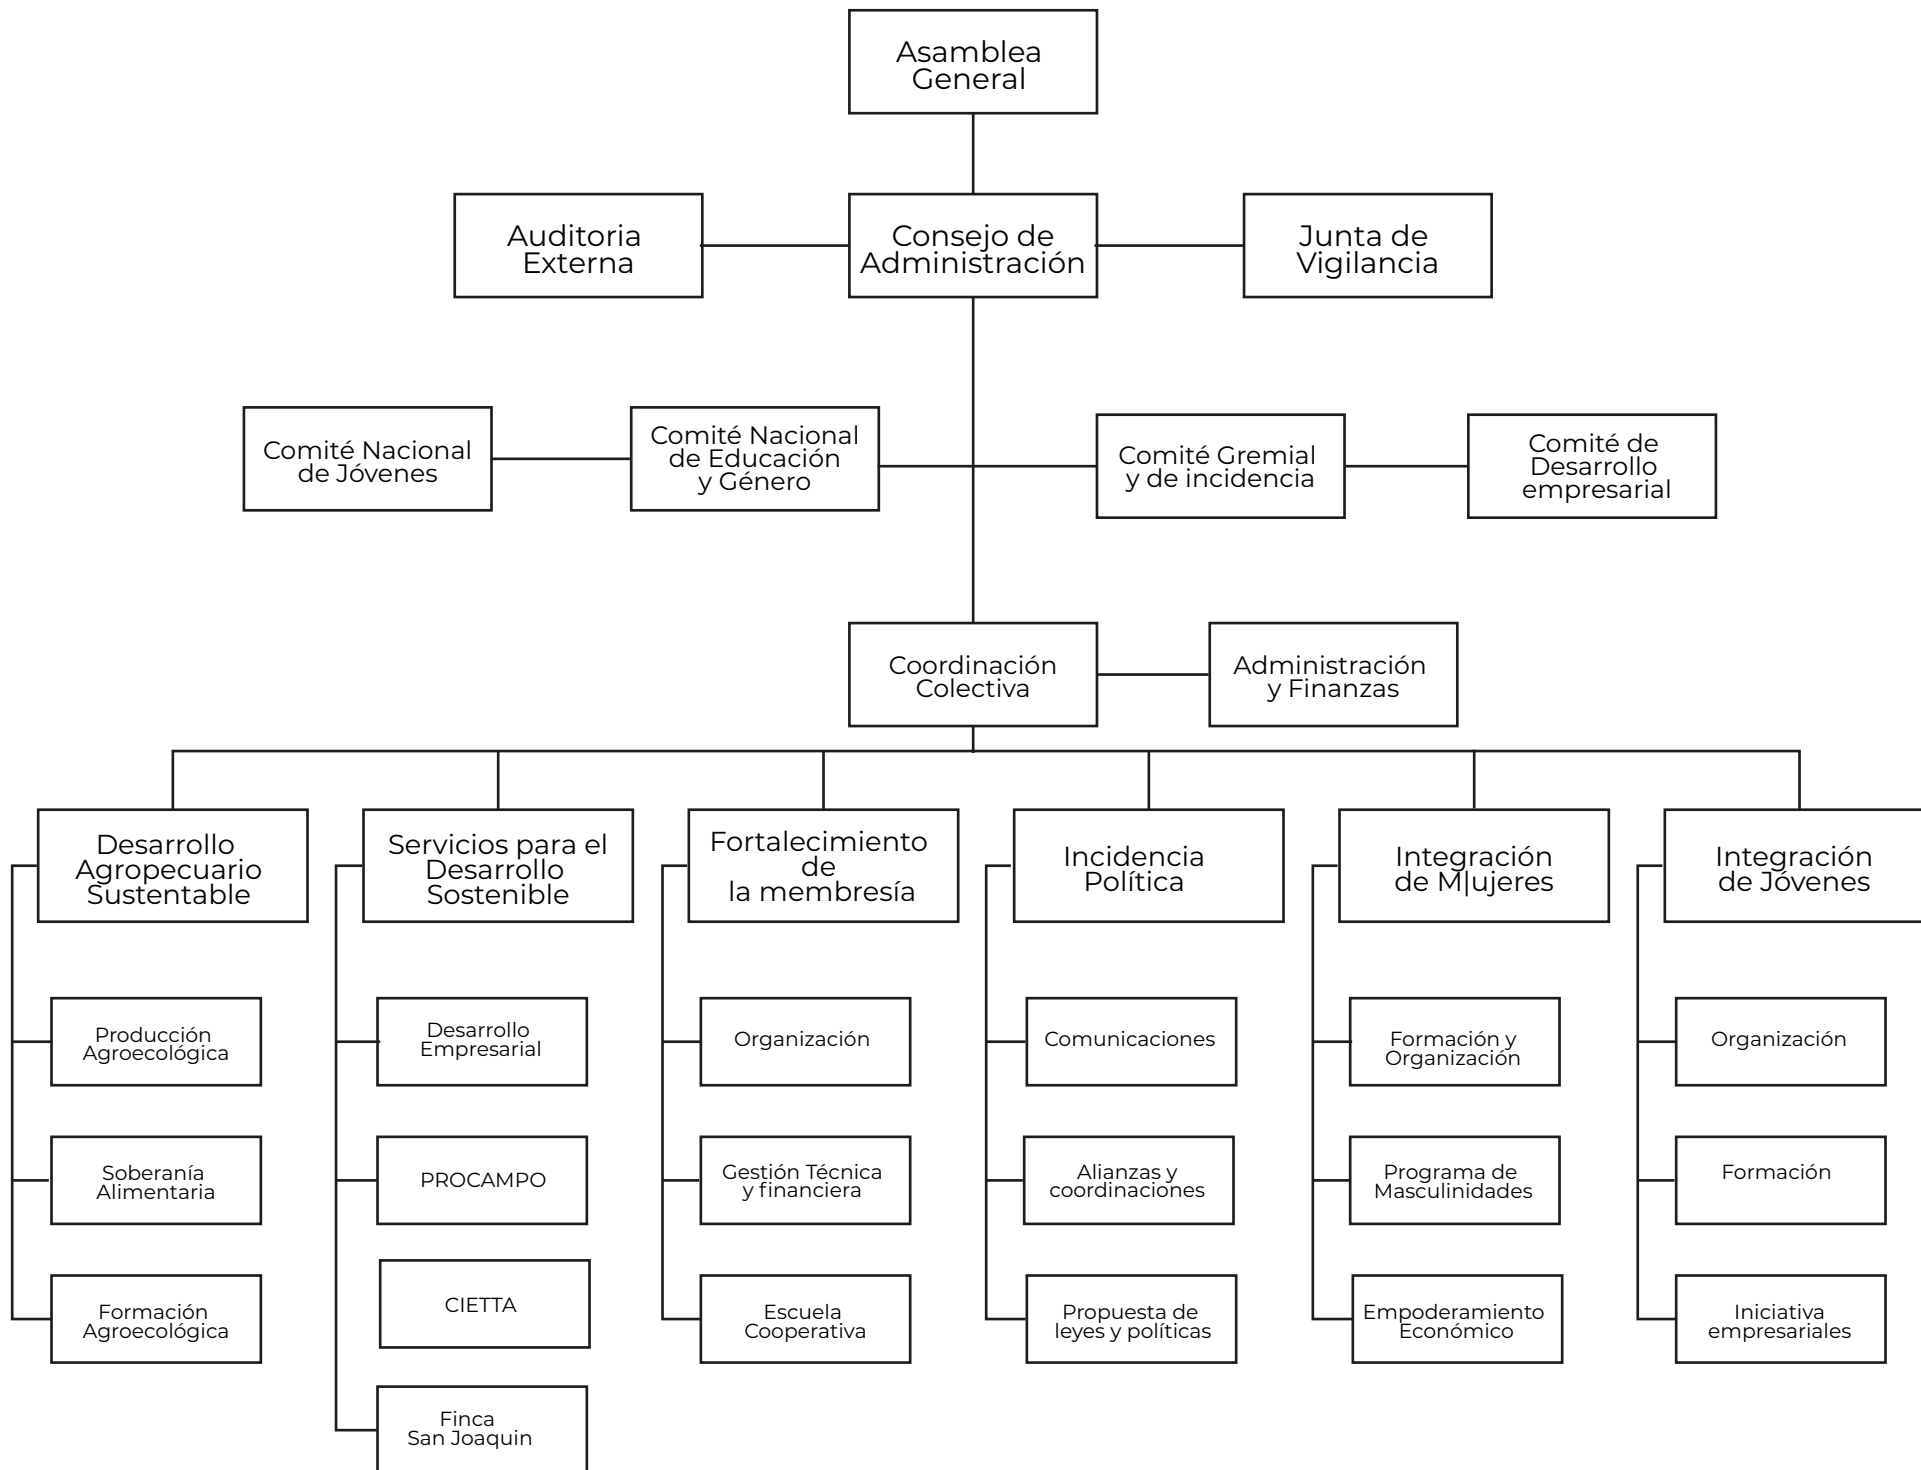 Asamblea
General
Auditoria
Externa
Consejo de
Administración
Junta de
Vigilancia
Comité Nacional
de Jóvenes
Comité Nacional
de Educación
y Género
Comité Gremial
y de incidencia
Comité de
Desarrollo
empresarial
Coordinación
Colectiva
Administración
y Finanzas
Desarrollo
Agropecuario
Sustentable
Servicios para el
Desarrollo
Sostenible
Fortalecimiento
de
la membresía
Incidencia
Política
Integración
de M|ujeres
Integración
de Jóvenes
Producción
Agroecológica
Desarrollo
Empresarial
Organización
Comunicaciones
Formación y
Organización
Organización
Soberanía
Alimentaria
PROCAMPO
Gestión Técnica
y financiera
Alianzas y
coordinaciones
Programa de
Masculinidades
Formación
Formación
Agroecológica
CIETTA
Escuela
Cooperativa
Propuesta de
leyes y políticas
Empoderamiento
Económico
Iniciativa
empresariales
Finca
San Joaquin